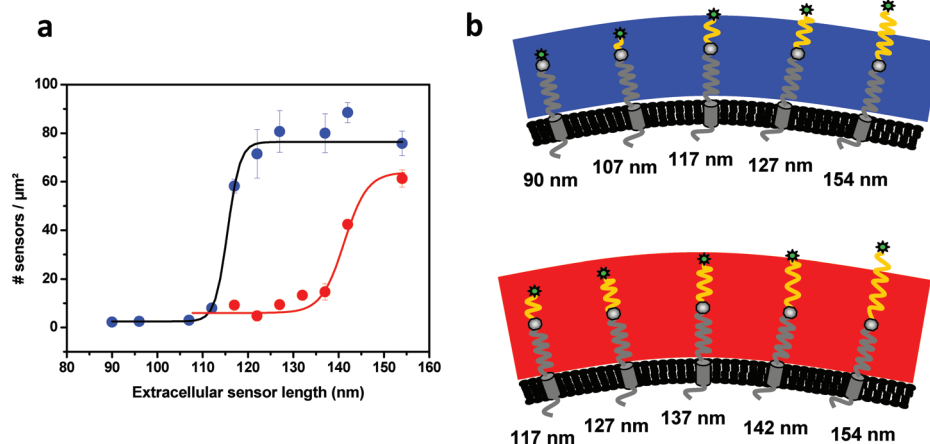 a
# sensors / µm²
100
80
60
40
20
0
80 90 100 110 120 130 140 150 160
Extracellular sensor length (nm)
b
90 nm
107 nm
117 nm
127 nm
154 nm
117 nm
127 nm
137 nm
142 nm
154 nm